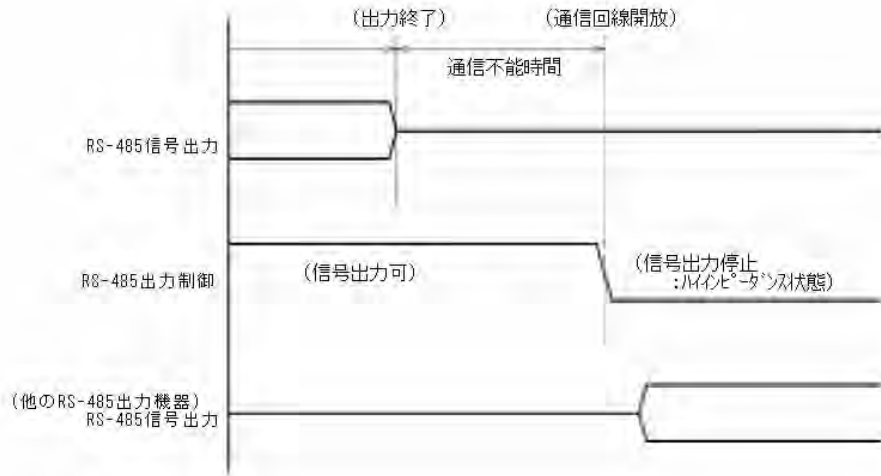 (出力終了)
(通信回線開放)
通信不能時間
RS-485信号出力
RS-485出力制御
(信号出力可)
(信号出力停止
:ハイインピーダンス状態)
(他のRS-485出力機器)
RS-485信号出力